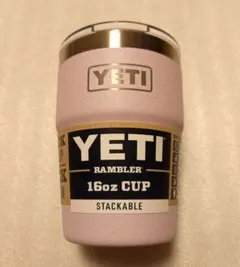 YETI
YETI
RAMBLER
16oz CUP
STACKABLE